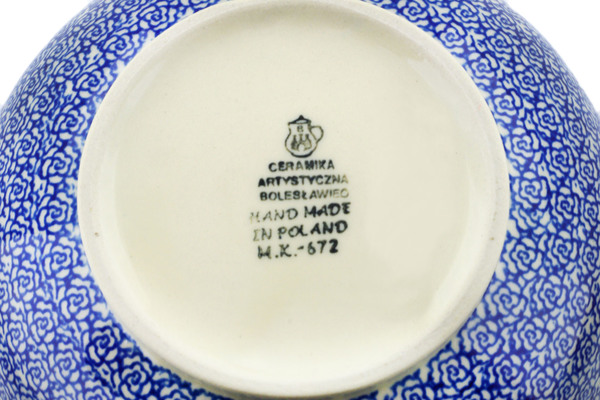 CERAMIKA
ARTYSTYCZNA
BOLESŁAWIEC
HAND MADE
IN POLAND
M.K.-672